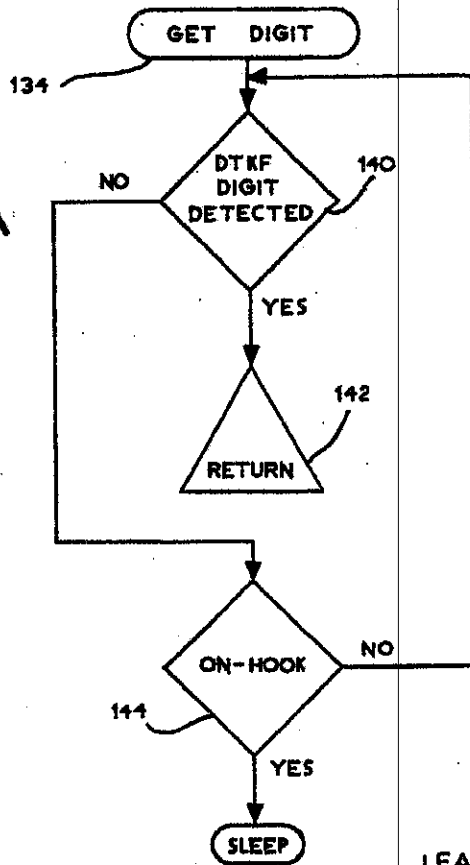 GET DIGIT
134
DTKF
DIGIT
DETECTED
140
NO
YES
142
RETURN
ON-HOOK
NO
144
YES
SLEEP